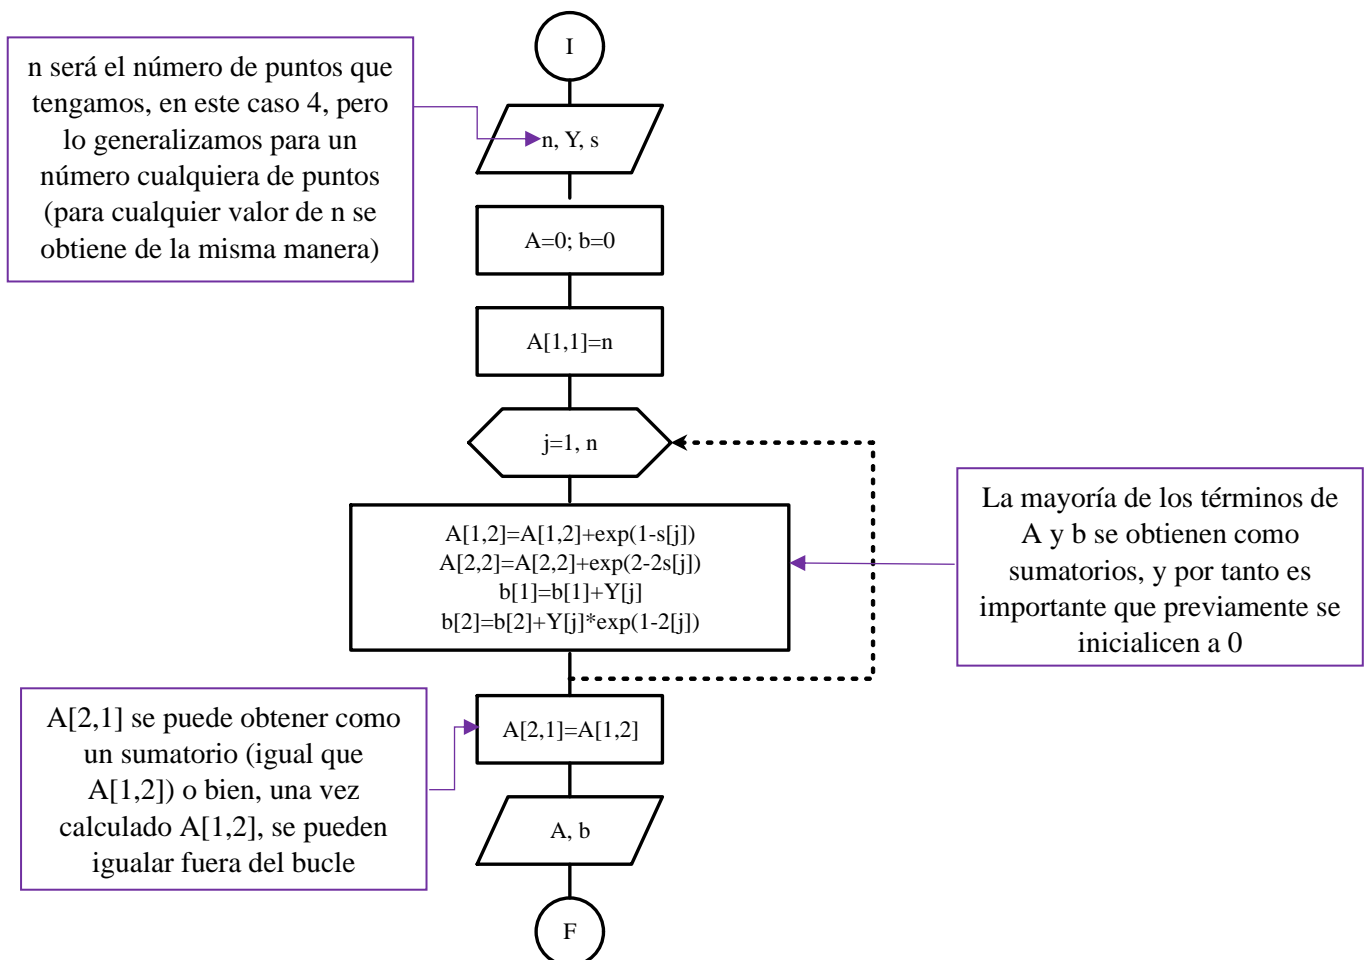 I
n será el número de puntos que
tengamos, en este caso 4, pero
lo generalizamos para un
número cualquiera de puntos
(para cualquier valor de n se
obtiene de la misma manera)
n, Y, s
A=0; b=0
A[1,1]=n
j=1, n
A[1,2]=A[1,2]+exp(1-s[j])
A[2,2]=A[2,2]+exp(2-2s[j])
b[1]=b[1]+Y[j]
b[2]=b[2]+Y[j]*exp(1-2[j])
La mayoría de los términos de
A y b se obtienen como
sumatorios, y por tanto es
importante que previamente se
inicialicen a 0
A[2,1] se puede obtener como
un sumatorio (igual que
A[1,2]) o bien, una vez
calculado A[1,2], se pueden
igualar fuera del bucle
A[2,1]=A[1,2]
A, b
F